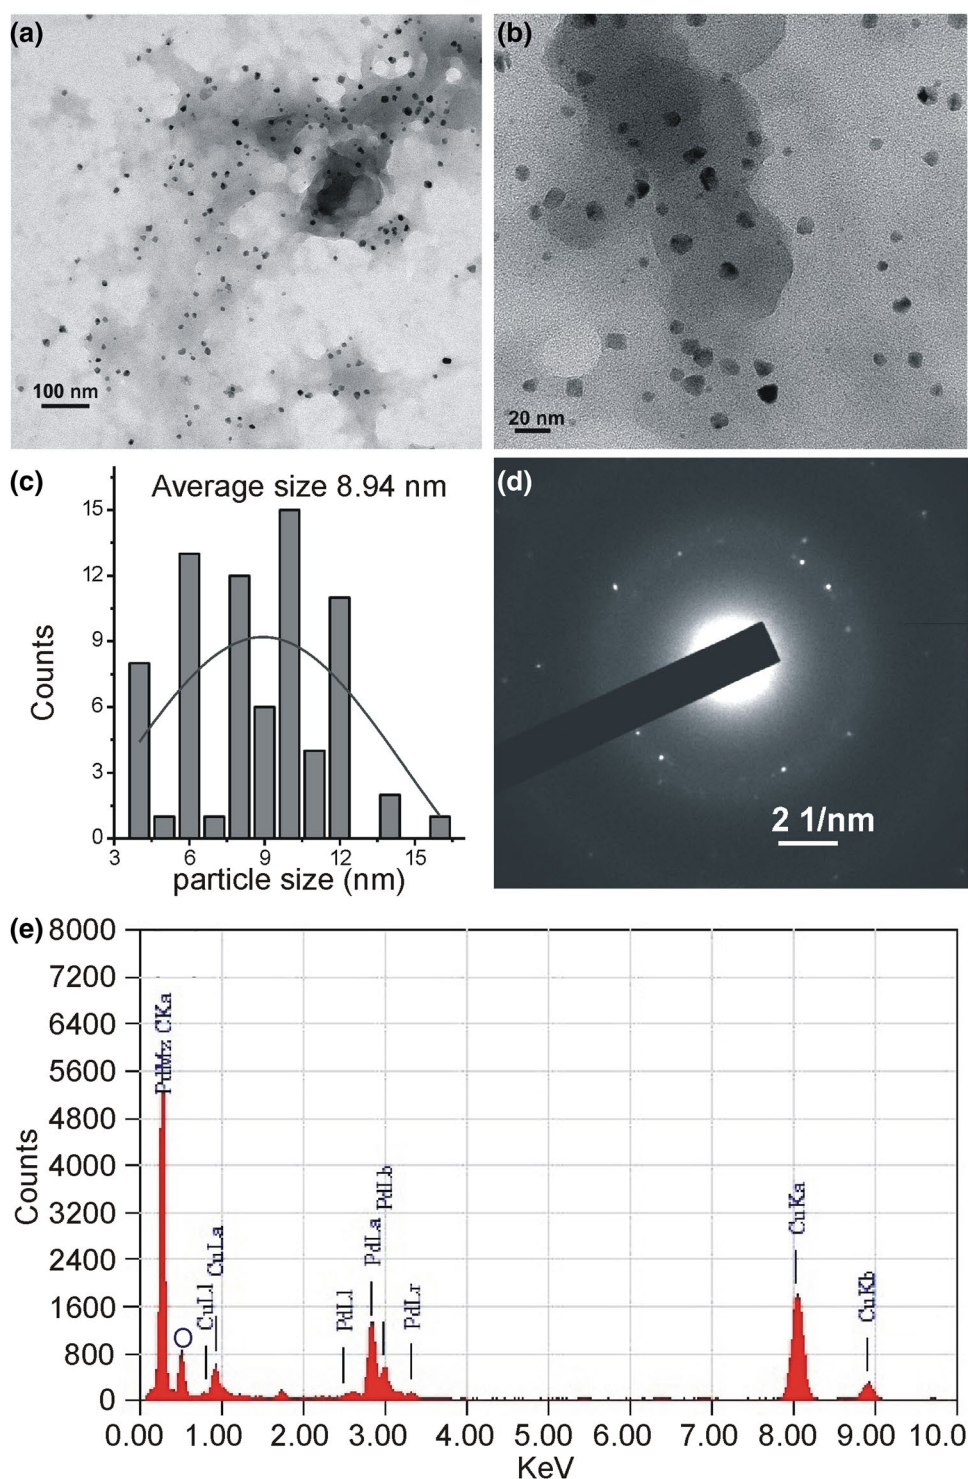 (a)
100 nm
(b)
20 nm
(c)
Average size 8.94 nm
Counts
15
12
9
6
3
0
3 6 9 12 15
particle size (nm)
(d)
2 1/nm
(e)
Counts
8000
7200
6400
5600
4800
4000
3200
2400
1600
800
0
PdMz CKa
O
CuLl
CuLa
PdLl
PdLa
PdLb
PdLr
CuKa
CuKb
0.00 1.00 2.00 3.00 4.00 5.00 6.00 7.00 8.00 9.00 10.0
KeV